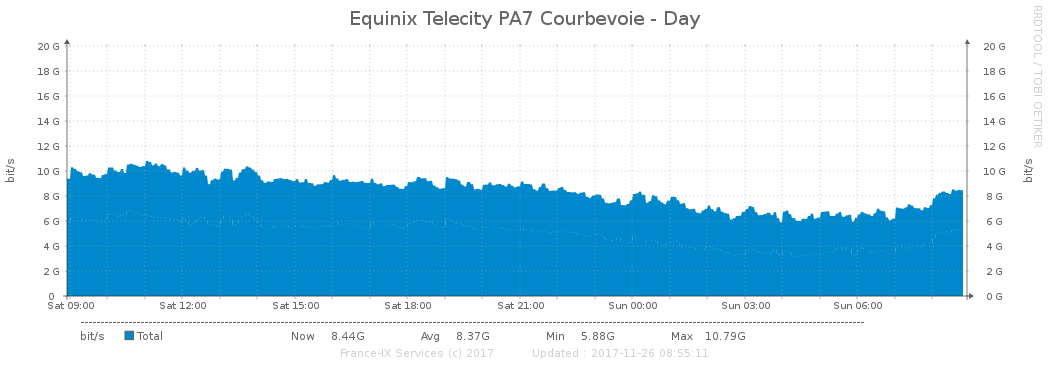 Equinix Telecity PA7 Courbevoie - Day
RRDTOOL / TOBI OETIKER
bit/s
bit/s
20 G 20 G
18 G 18 G
16 G 16 G
14 G 14 G
12 G 12 G
10 G 10 G
8 G 8 G
6 G 6 G
4 G 4 G
2 G 2 G
0 0 G
Sat 09:00 Sat 12:00 Sat 15:00 Sat 18:00 Sat 21:00 Sun 00:00 Sun 03:00 Sun 06:00
bit/s Total Now 8.44G Avg 8.37G Min 5.88G Max 10.79G
France-IX Services (c) 2017 Updated : 2017-11-26 08:55:11